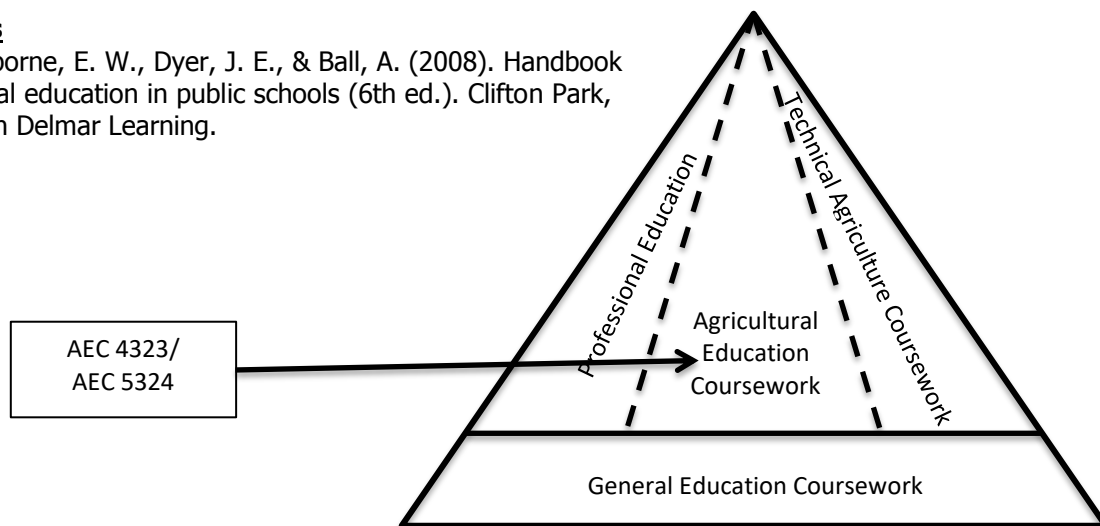 orne, E. W., Dyer, J. E., & Ball, A. (2008). Handbook
al education in public schools (6th ed.). Clifton Park,
Delmar Learning.
Professional Education
Technical Agriculture Coursework
AEC 4323/
AEC 5324
Agricultural
Education
Coursework
General Education Coursework